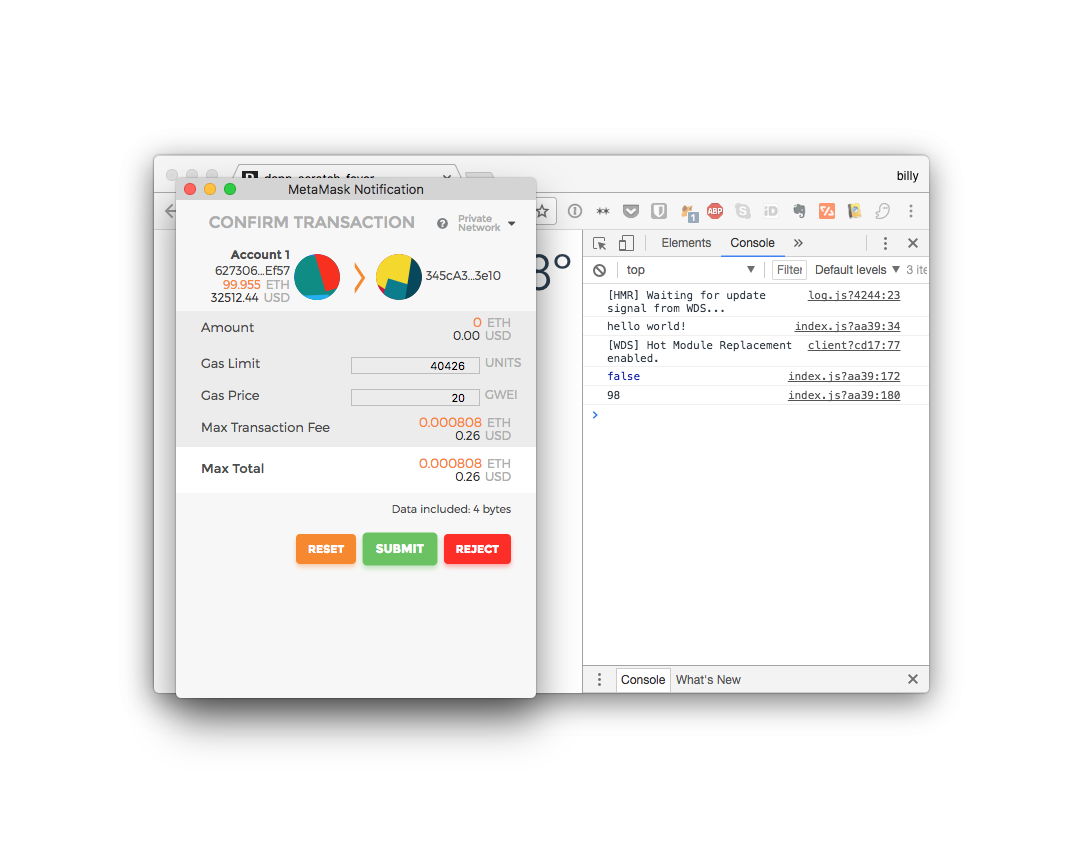 billy
MetaMask Notification
CONFIRM TRANSACTION
Private
Network
Account 1
627306...Ef57
99.955 ETH
32512.44 USD
345cA3...3e10
Amount
0 ETH
0.00 USD
Gas Limit 40426 UNITS
Gas Price 20 GWEI
Max Transaction Fee
0.000808 ETH
0.26 USD
Max Total
0.000808 ETH
0.26 USD
Data included: 4 bytes
RESET SUBMIT REJECT
1 ABP iD
8°
Elements Console »
top Filter Default levels 3
[HMR] Waiting for update log.js?4244:23
signal from WDS...
hello world! index.js?aa39:34
[WDS] Hot Module Replacement client?cd17:77
enabled.
false index.js?aa39:172
98 index.js?aa39:180
>
Console What's New